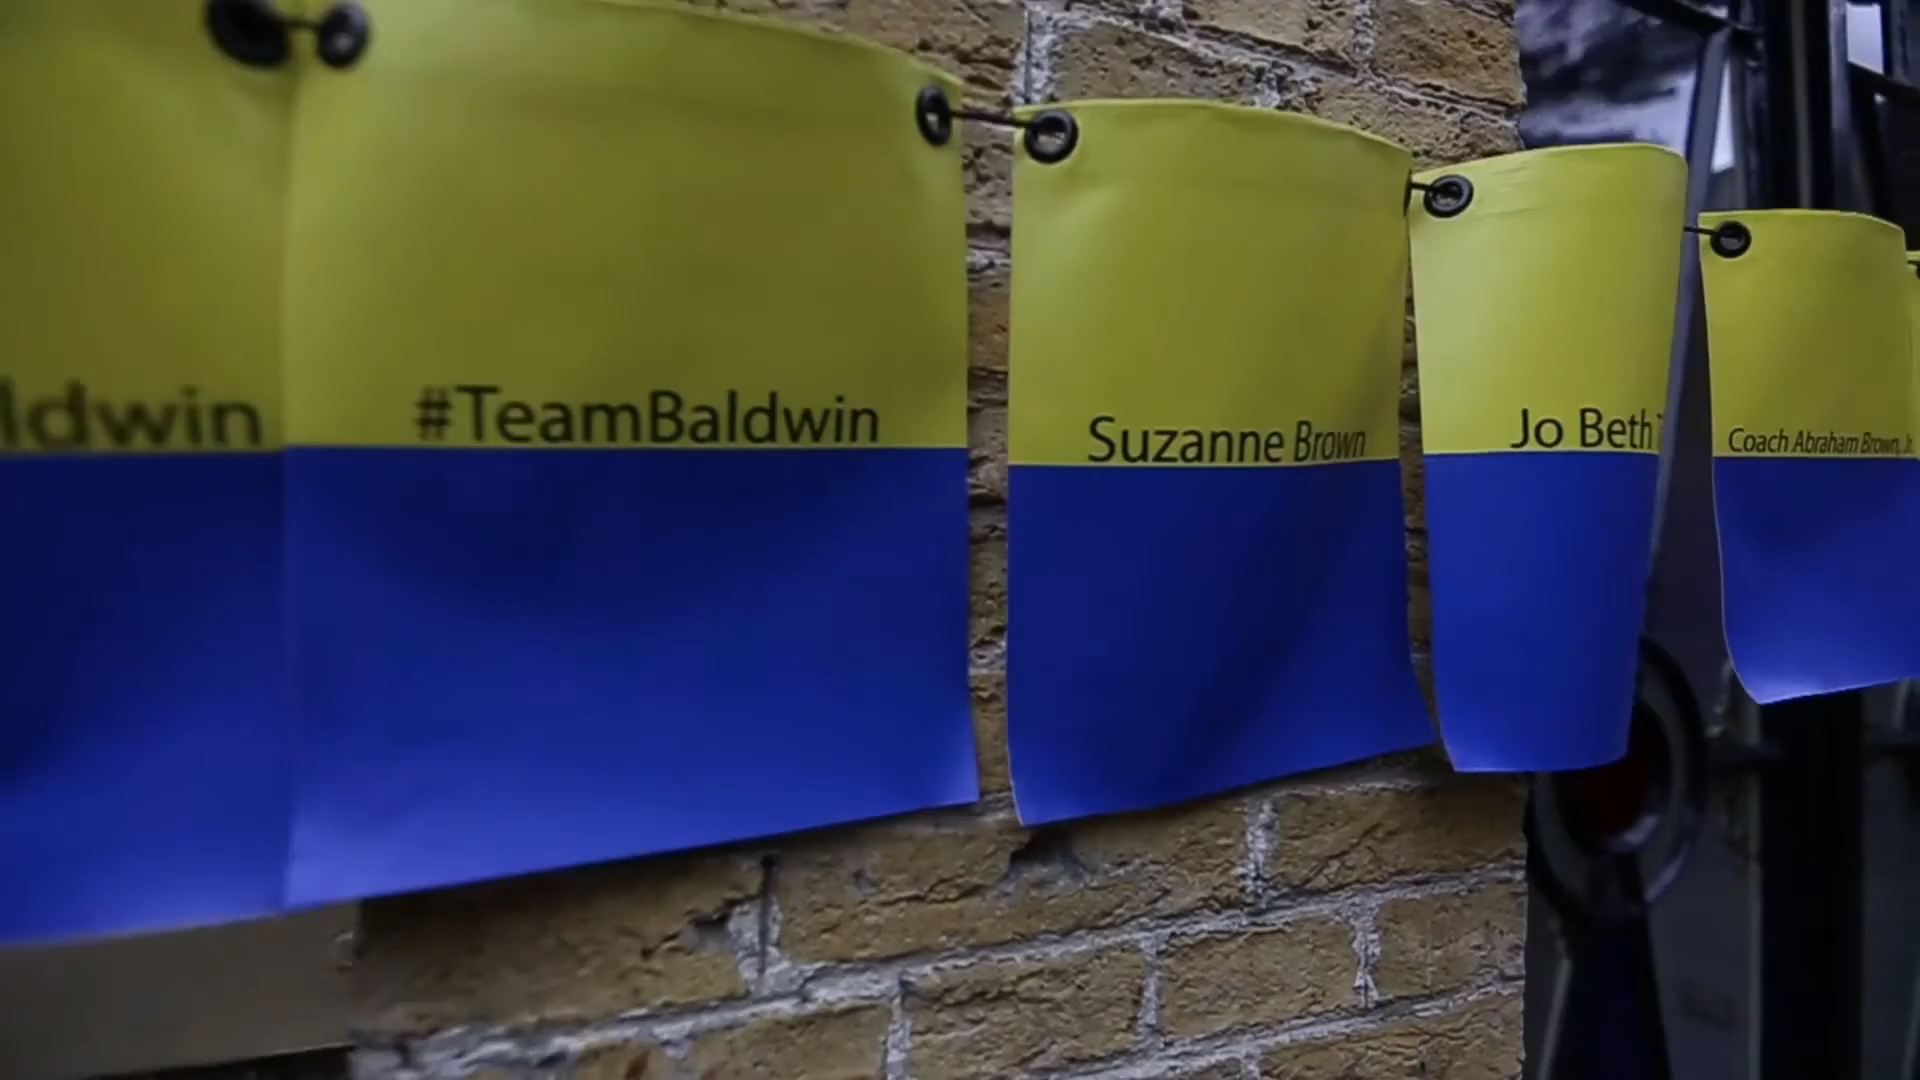 ldwin
#TeamBaldwin
Suzanne Brown
Jo Beth
Coach Abraham Brown, Jr.